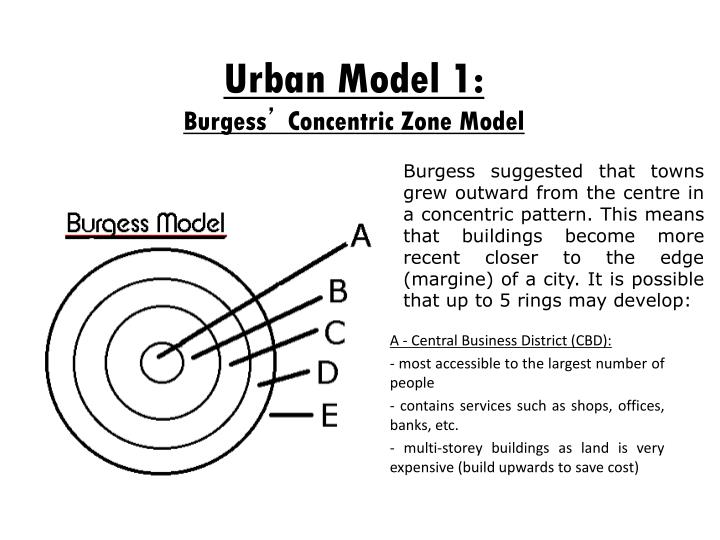 Urban Model 1:
Burgess’ Concentric Zone Model
Burgess Model
A
B
C
D
E
Burgess suggested that towns
grew outward from the centre in
a concentric pattern. This means
that buildings become more
recent closer to the edge
(margine) of a city. It is possible
that up to 5 rings may develop:
A - Central Business District (CBD):
- most accessible to the largest number of
people
- contains services such as shops, offices,
banks, etc.
- multi-storey buildings as land is very
expensive (build upwards to save cost)